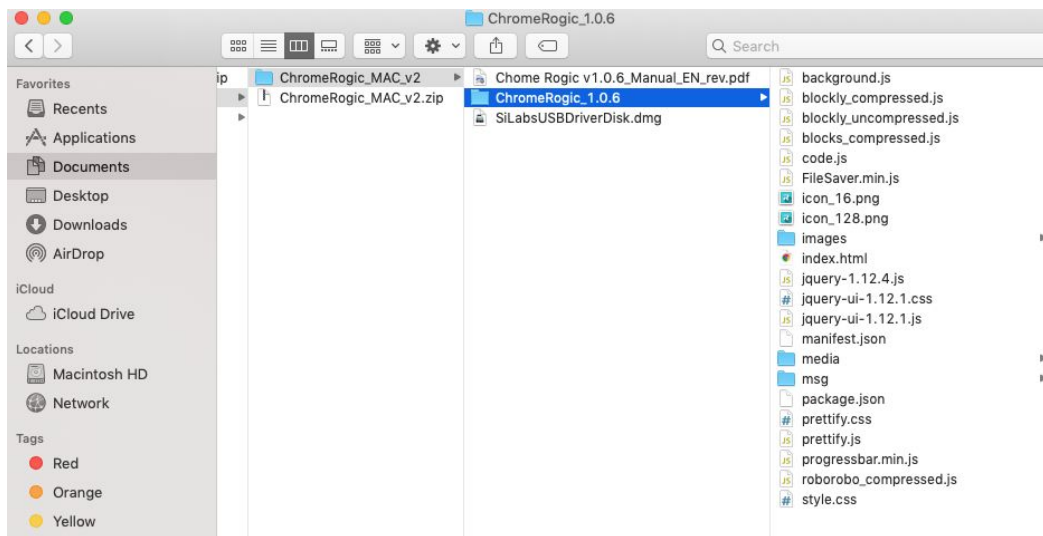 ChromeRogic_1.0.6
Search
Favorites
Recents
Applications
Documents
Desktop
Downloads
AirDrop
iCloud
iCloud Drive
Locations
Macintosh HD
Network
Tags
Red
Orange
Yellow
ip
ChromeRogic_MAC_v2
ChromeRogic_MAC_v2.zip
Chome Rogic v1.0.6_Manual_EN_rev.pdf
ChromeRogic_1.0.6
SiLabsUSBDriverDisk.dmg
background.js
blockly_compressed.js
blockly_uncompressed.js
blocks_compressed.js
code.js
FileSaver.min.js
icon_16.png
icon_128.png
images
index.html
jquery-1.12.4.js
jquery-ui-1.12.1.css
jquery-ui-1.12.1.js
manifest.json
media
msg
package.json
prettify.css
prettify.js
progressbar.min.js
roborobo_compressed.js
style.css